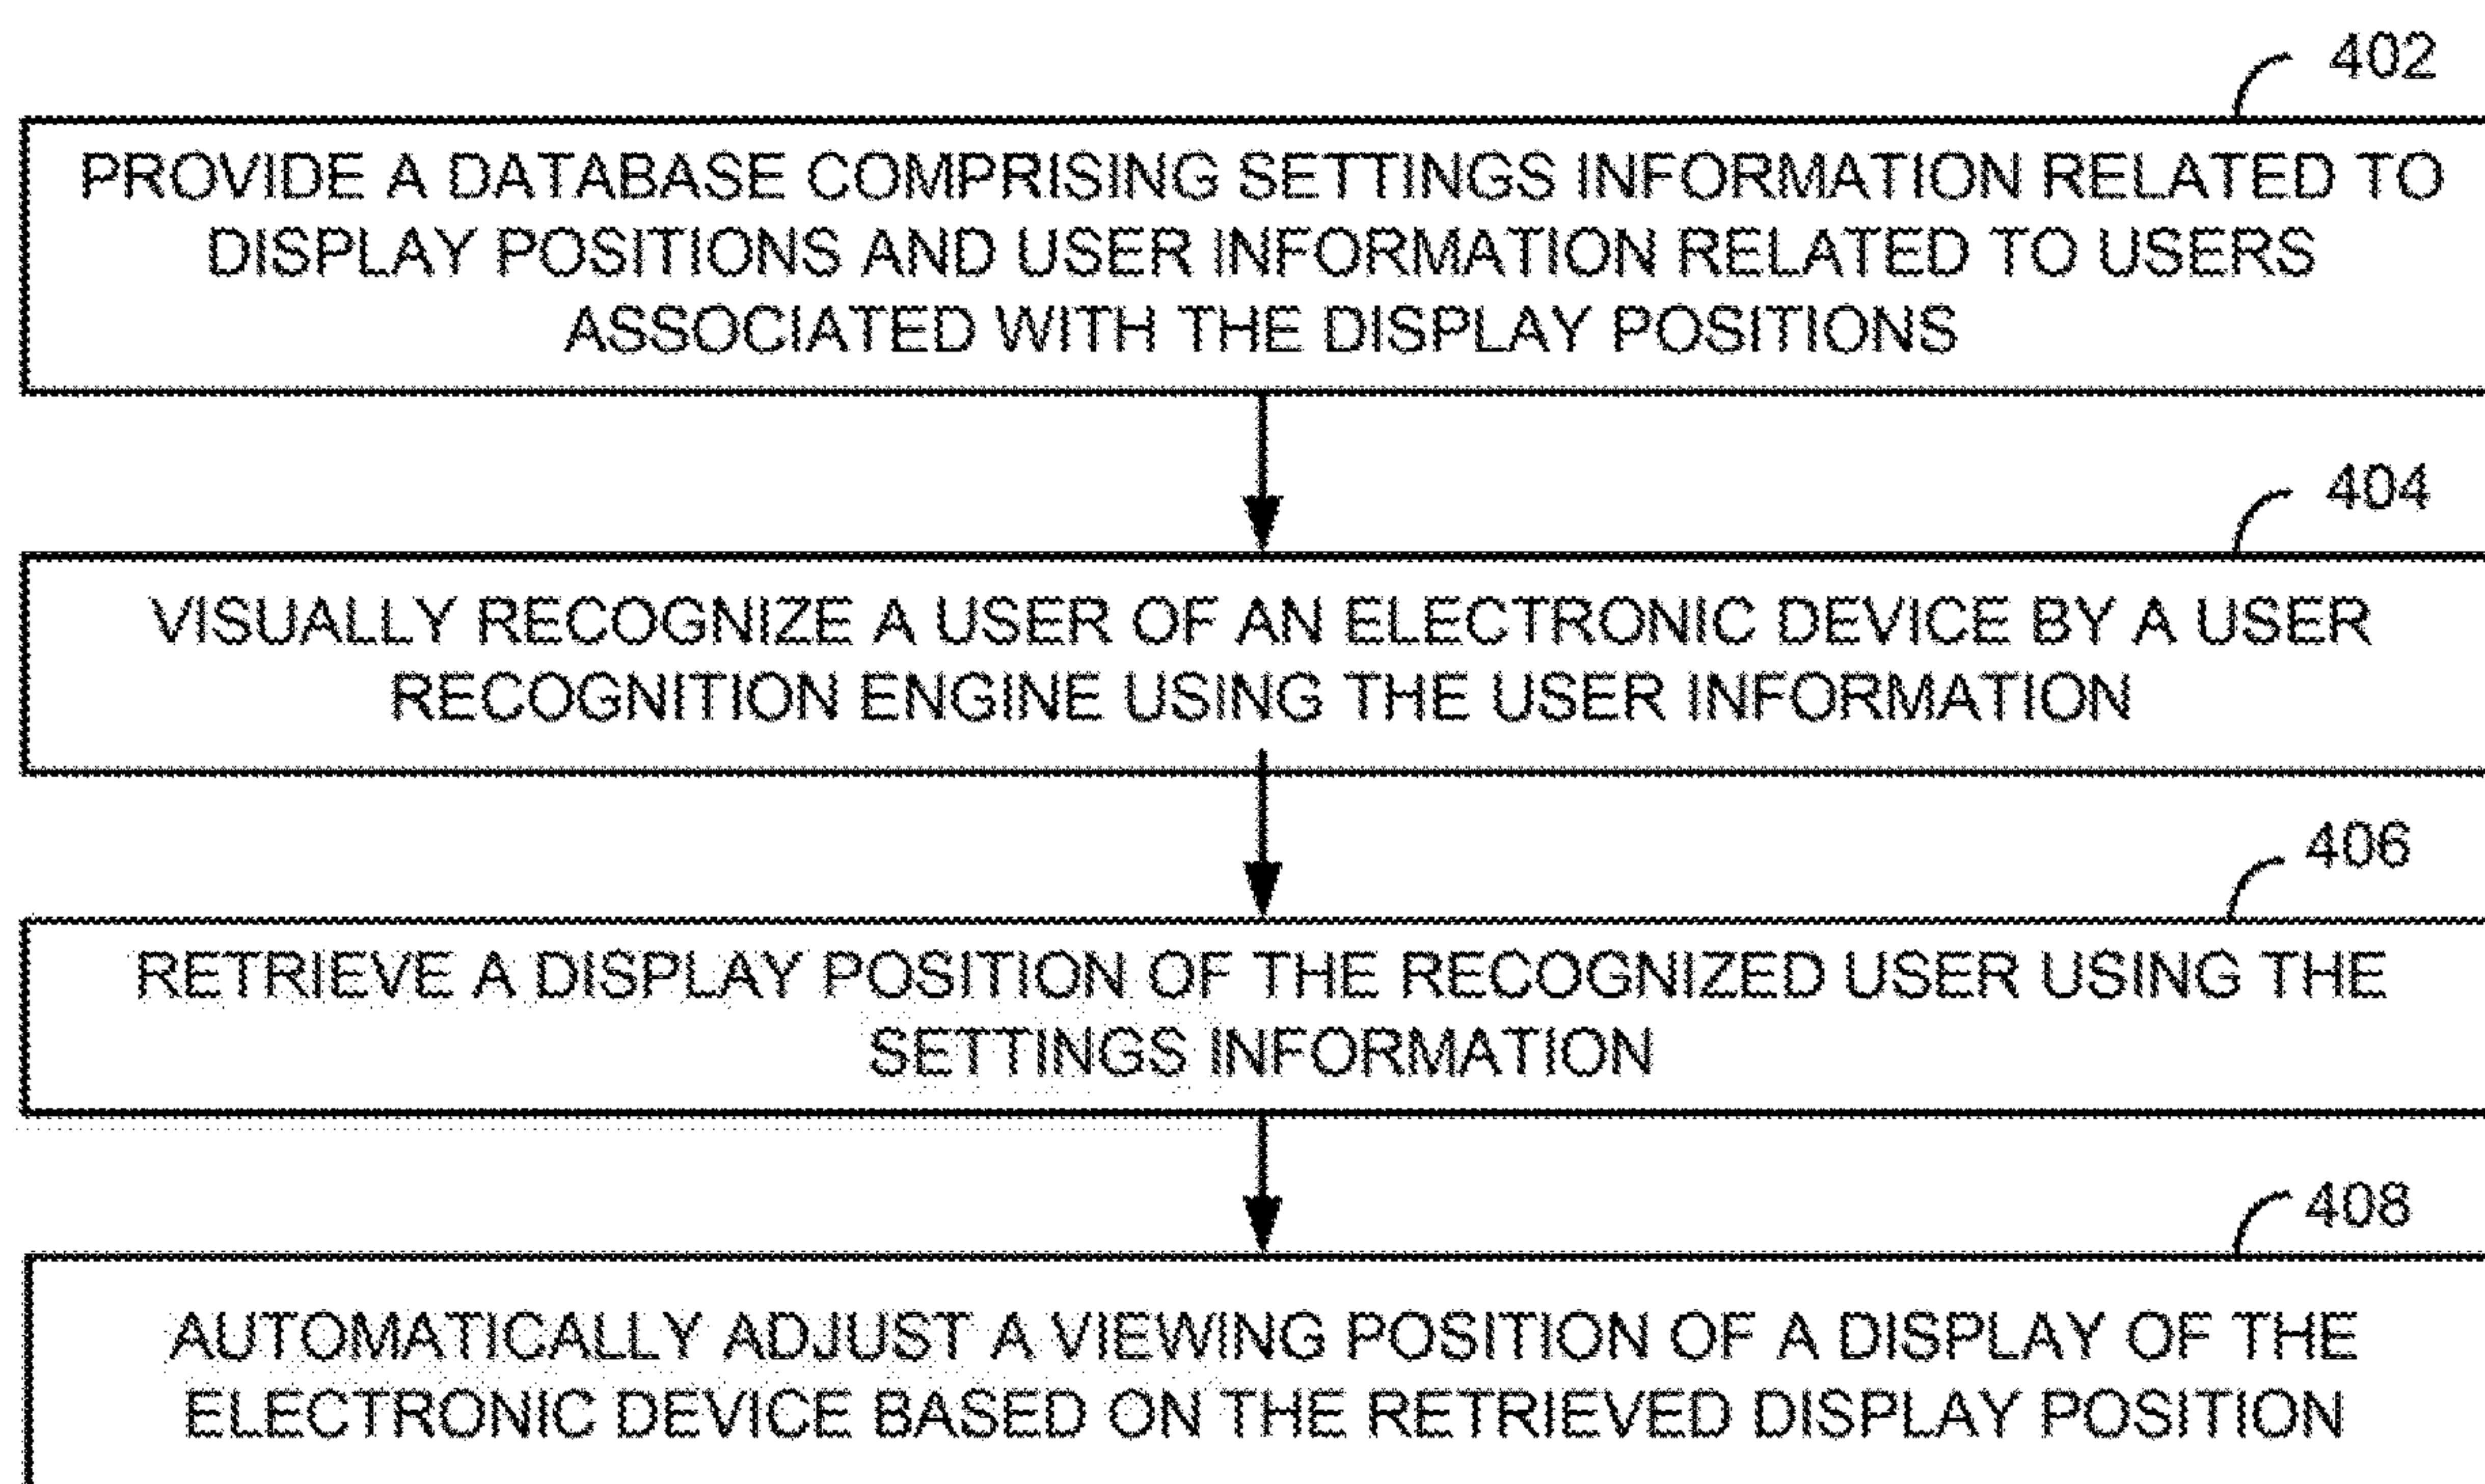 402
PROVIDE A DATABASE COMPRISING SETTINGS INFORMATION RELATED TO
DISPLAY POSITIONS AND USER INFORMATION RELATED TO USERS
ASSOCIATED WITH THE DISPLAY POSITIONS
404
VISUALLY RECOGNIZE A USER OF AN ELECTRONIC DEVICE BY A USER
RECOGNITION ENGINE USING THE USER INFORMATION
406
RETRIEVE A DISPLAY POSITION OF THE RECOGNIZED USER USING THE
SETTINGS INFORMATION
408
AUTOMATICALLY ADJUST A VIEWING POSITION OF A DISPLAY OF THE
ELECTRONIC DEVICE BASED ON THE RETRIEVED DISPLAY POSITION